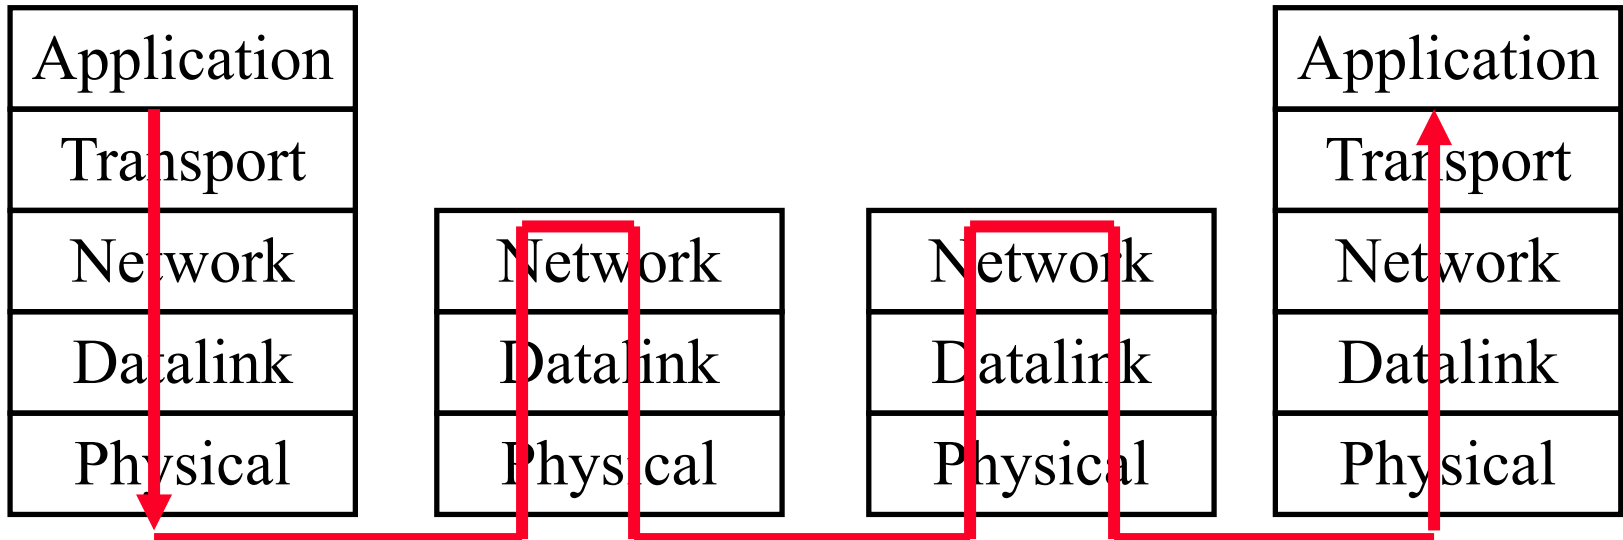 Application
Transport
Network
Datalink
Physical
Network
Datalink
Physical
Network
Datalink
Physical
Application
Transport
Network
Datalink
Physical